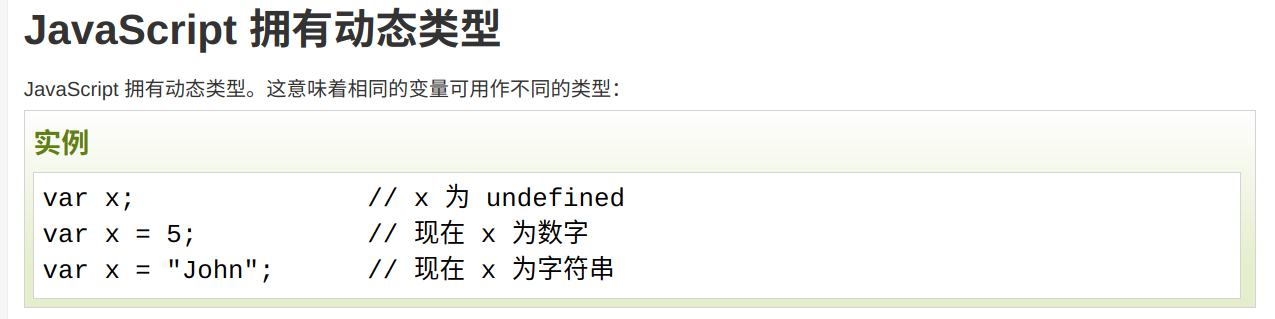 JavaScript 拥有动态类型
JavaScript 拥有动态类型。这意味着相同的变量可用作不同的类型：
实例
var x;               // x 为 undefined
var x = 5;           // 现在 x 为数字
var x = "John";      // 现在 x 为字符串